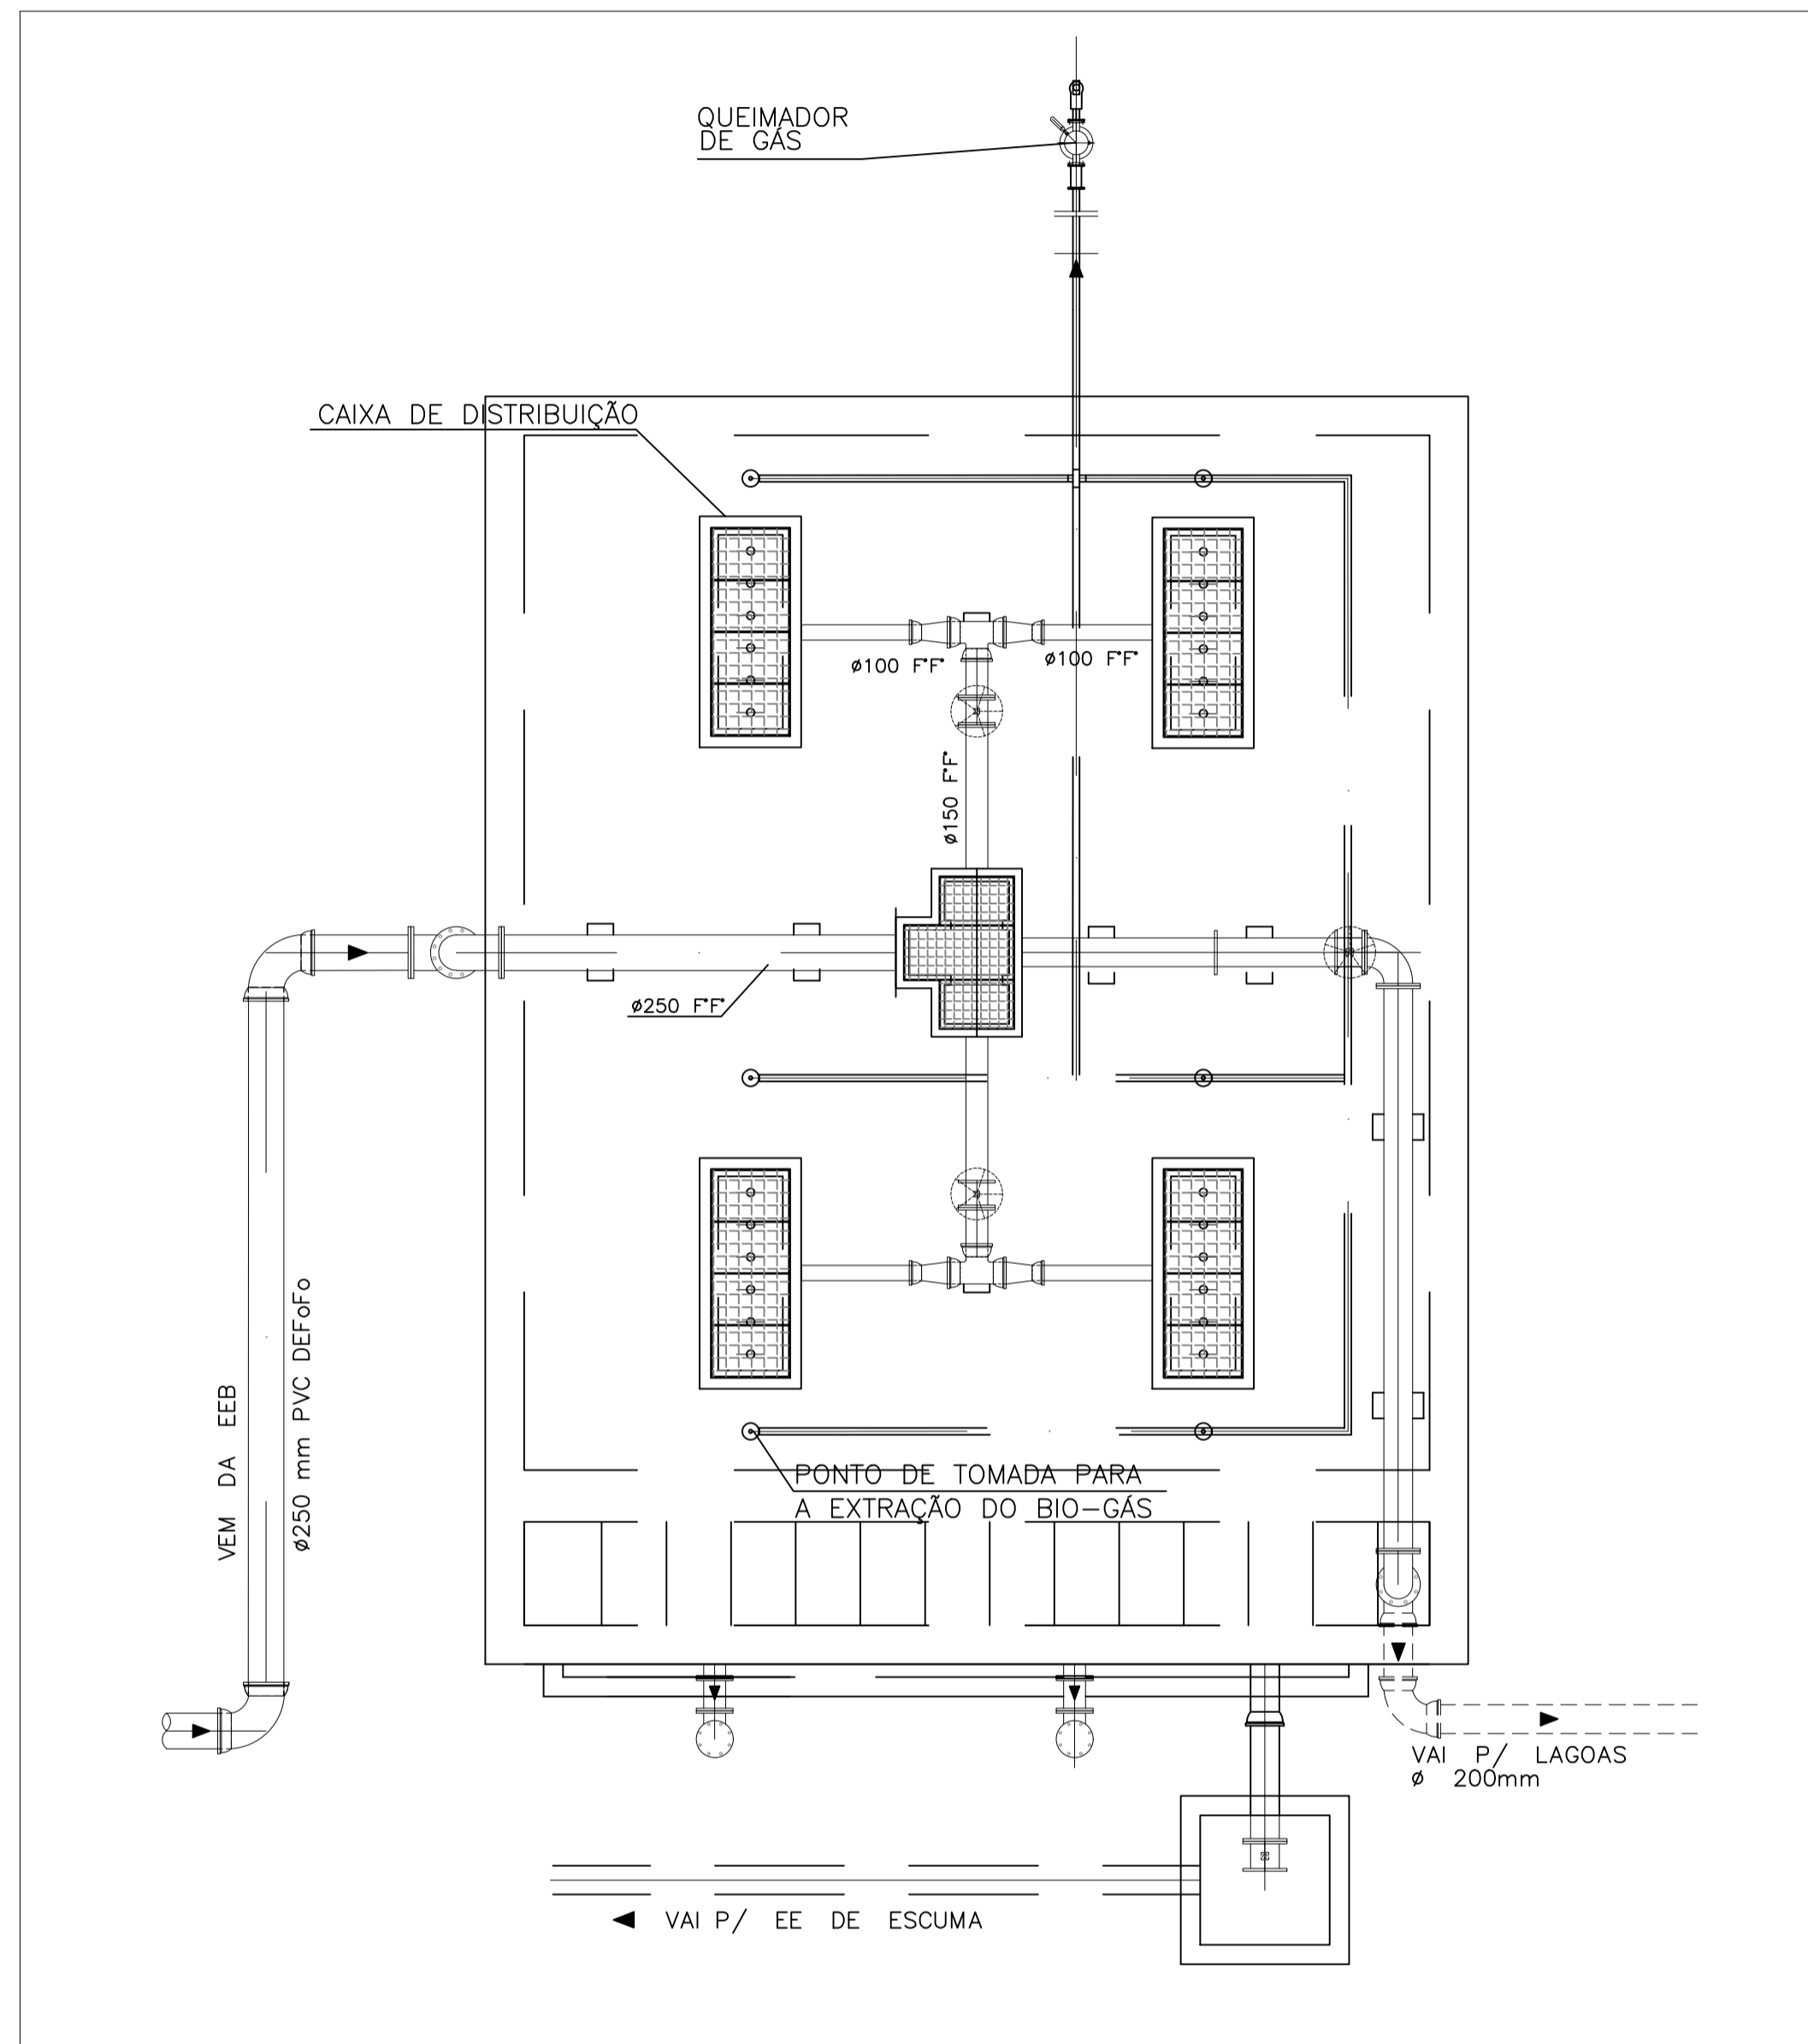 QUEIMADOR
DE GÁS
CAIXA DE DISTRIBUIÇÃO
ø100 F°F°
ø100 F°F°
ø150 F°F°
ø250 F°F°
VEM DA EEB
ø250 mm PVC DEFoFo
PONTO DE TOMADA PARA
A EXTRAÇÃO DO BIO-GÁS
VAI P/ LAGOAS
ø 200mm
VAI P/ EE DE ESCUMA